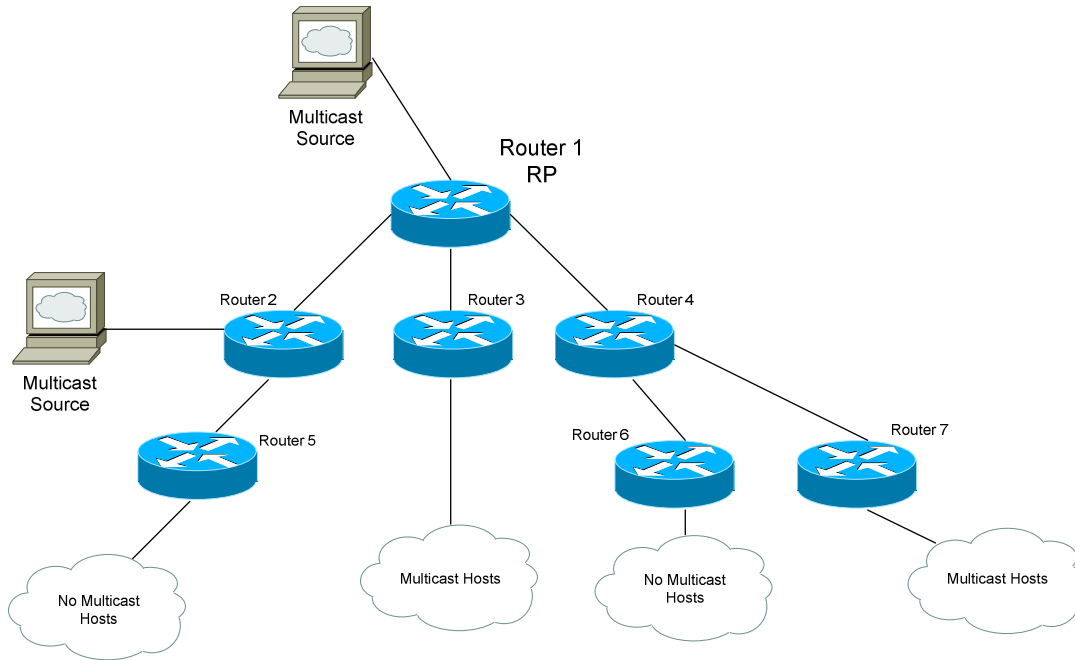 Multicast
Source
Router 1
RP
Router 2
Router 3
Router 4
Multicast
Source
Router 5
Router 6
Router 7
No Multicast
Hosts
Multicast Hosts
No Multicast
Hosts
Multicast Hosts